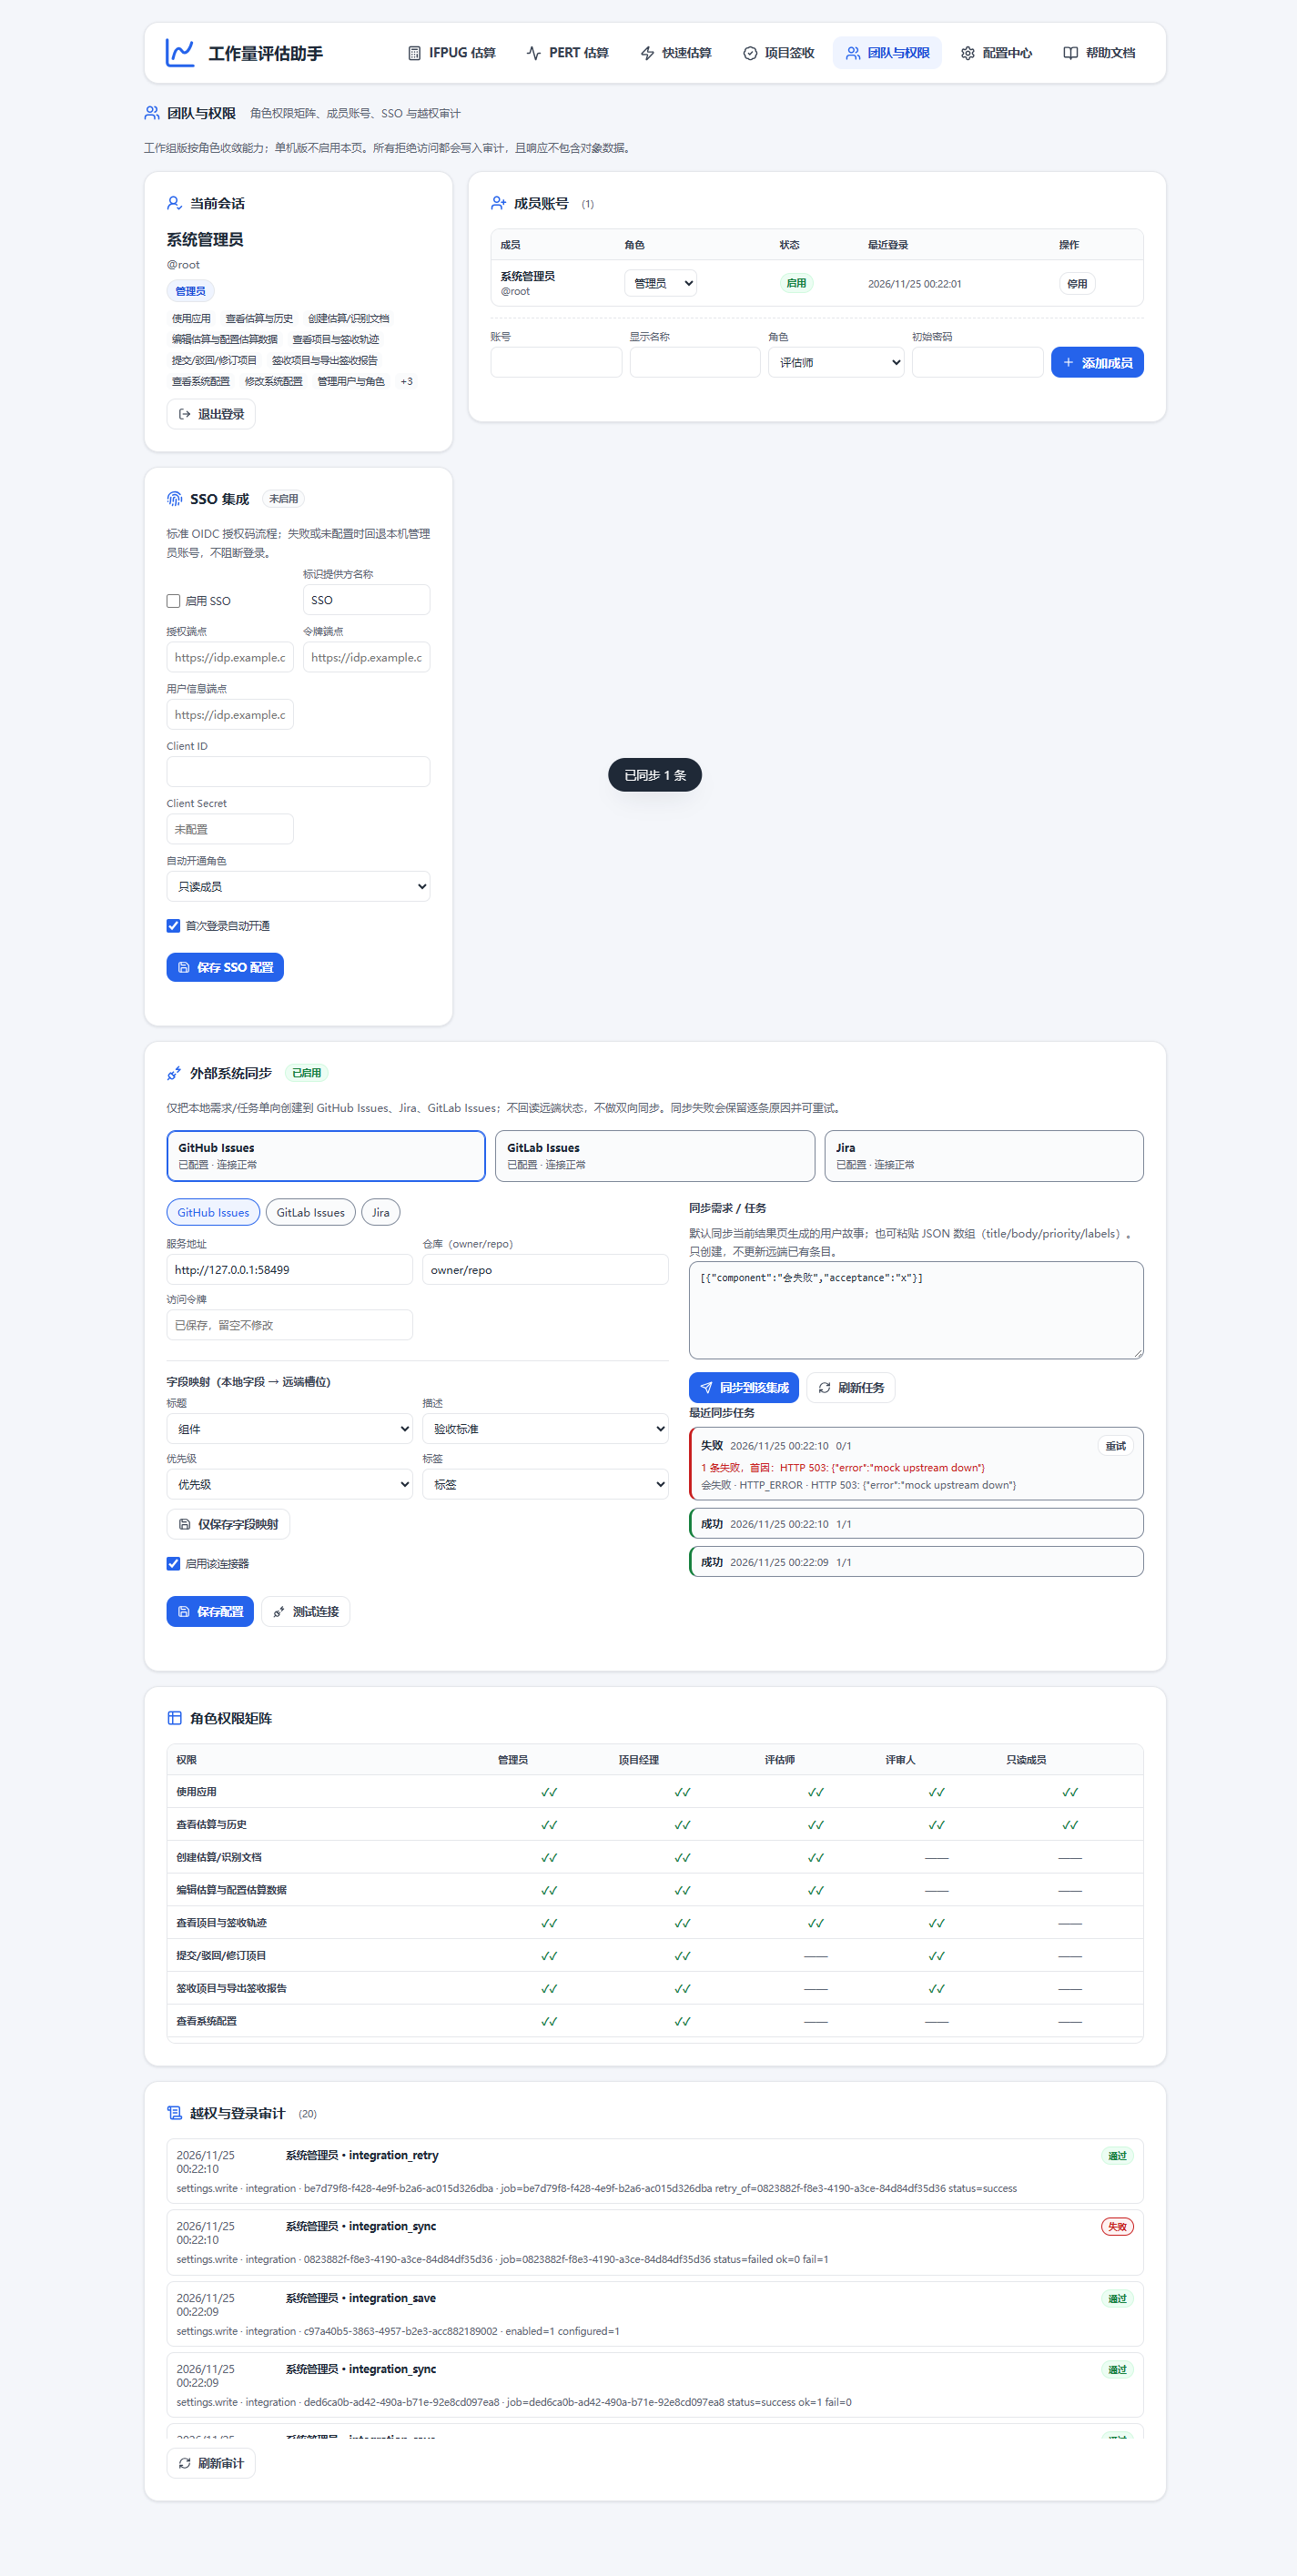 工作量评估助手
IFPUG 估算
PERT 估算
快速估算
项目签收
团队与权限
配置中心
帮助文档
团队与权限
角色权限矩阵、成员账号、SSO 与越权审计
工作组版按角色收敛能力；单机版不启用本页。所有拒绝访问都会写入审计，且响应不包含对象数据。
当前会话
系统管理员
@root
管理员
使用应用 查看估算与历史 创建估算/识别文档
编辑估算与配置估算数据 查看项目与签收轨迹
提交/驳回/修订项目 签收项目与导出签收报告
查看系统配置 修改系统配置 管理用户与角色 +3
退出登录
成员账号 (1)
成员 角色 状态 最近登录 操作
系统管理员
@root
管理员
启用
2026/11/25 00:22:01
停用
账号 显示名称 角色 初始密码
评估师
添加成员
SSO 集成 未启用
标准 OIDC 授权码流程；失败或未配置时回退本机管理
员账号，不阻断登录。
启用 SSO
标识提供方名称
SSO
授权端点 令牌端点
https://idp.example.c https://idp.example.c
用户信息端点
https://idp.example.c
Client ID
Client Secret
未配置
自动开通角色
只读成员
首次登录自动开通
保存 SSO 配置
已同步 1 条
外部系统同步 已启用
仅把本地需求/任务单向创建到 GitHub Issues、Jira、GitLab Issues；不回读远端状态，不做双向同步。同步失败会保留逐条原因并可重试。
GitHub Issues
已配置 · 连接正常
GitLab Issues
已配置 · 连接正常
Jira
已配置 · 连接正常
GitHub Issues GitLab Issues Jira
服务地址 仓库（owner/repo）
http://127.0.0.1:58499 owner/repo
访问令牌
已保存，留空不修改
字段映射（本地字段 → 远端槽位）
标题 描述
组件 验收标准
优先级 标签
优先级 标签
仅保存字段映射
启用该连接器
保存配置 测试连接
同步需求 / 任务
默认同步当前结果页生成的用户故事；也可粘贴 JSON 数组（title/body/priority/labels）。
只创建，不更新远端已有条目。
[{"component":"会失败","acceptance":"x"}]
同步到该集成 刷新任务
最近同步任务
失败 2026/11/25 00:22:10 0/1 重试
1 条失败，首因：HTTP 503: {"error":"mock upstream down"}
会失败 · HTTP_ERROR · HTTP 503: {"error":"mock upstream down"}
成功 2026/11/25 00:22:10 1/1
成功 2026/11/25 00:22:09 1/1
角色权限矩阵
权限 管理员 项目经理 评估师 评审人 只读成员
使用应用 ✓✓ ✓✓ ✓✓ ✓✓ ✓✓
查看估算与历史 ✓✓ ✓✓ ✓✓ ✓✓ ✓✓
创建估算/识别文档 ✓✓ ✓✓ ✓✓ —— ——
编辑估算与配置估算数据 ✓✓ ✓✓ ✓✓ —— ——
查看项目与签收轨迹 ✓✓ ✓✓ ✓✓ ✓✓ ——
提交/驳回/修订项目 ✓✓ ✓✓ —— ✓✓ ——
签收项目与导出签收报告 ✓✓ ✓✓ —— ✓✓ ——
查看系统配置 ✓✓ ✓✓ —— —— ——
越权与登录审计 (20)
2026/11/25
00:22:10
系统管理员 • integration_retry
通过
settings.write · integration · be7d79f8-f428-4e9f-b2a6-ac015d326dba · job=be7d79f8-f428-4e9f-b2a6-ac015d326dba retry_of=0823882f-f8e3-4190-a3ce-84d84df35d36 status=success
2026/11/25
00:22:10
系统管理员 • integration_sync
失败
settings.write · integration · 0823882f-f8e3-4190-a3ce-84d84df35d36 · job=0823882f-f8e3-4190-a3ce-84d84df35d36 status=failed ok=0 fail=1
2026/11/25
00:22:09
系统管理员 • integration_save
通过
settings.write · integration · c97a40b5-3863-4957-b2e3-acc882189002 · enabled=1 configured=1
2026/11/25
00:22:09
系统管理员 • integration_sync
通过
settings.write · integration · ded6ca0b-ad42-490a-b71e-92e8cd097ea8 · job=ded6ca0b-ad42-490a-b71e-92e8cd097ea8 status=success ok=1 fail=0
刷新审计